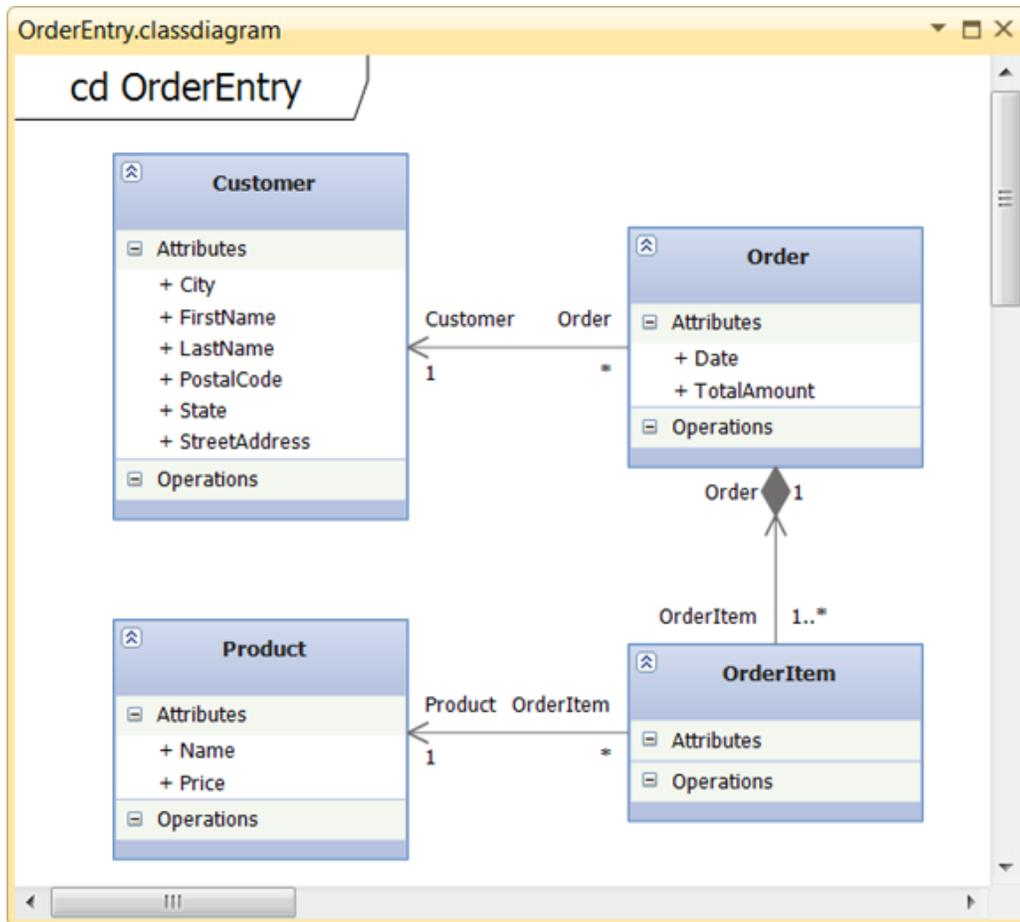 OrderEntry.classdiagram
cd OrderEntry
Customer
Attributes
+ City
+ FirstName
+ LastName
+ PostalCode
+ State
+ StreetAddress
Operations
Customer Order
1 *
Order
Attributes
+ Date
+ TotalAmount
Operations
Order 1
OrderItem 1..*
Product
Attributes
+ Name
+ Price
Operations
Product OrderItem
1 *
OrderItem
Attributes
Operations